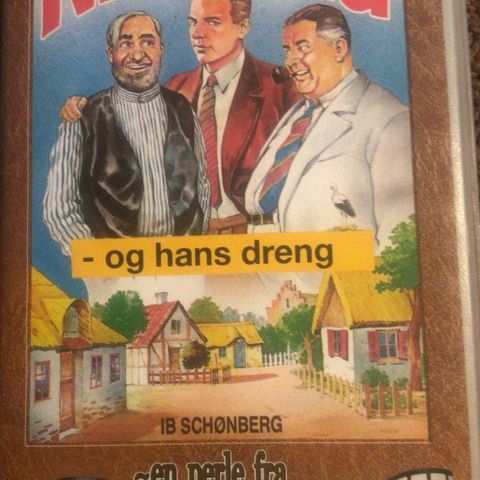 - og hans dreng
IB SCHØNBERG
-en perle fra